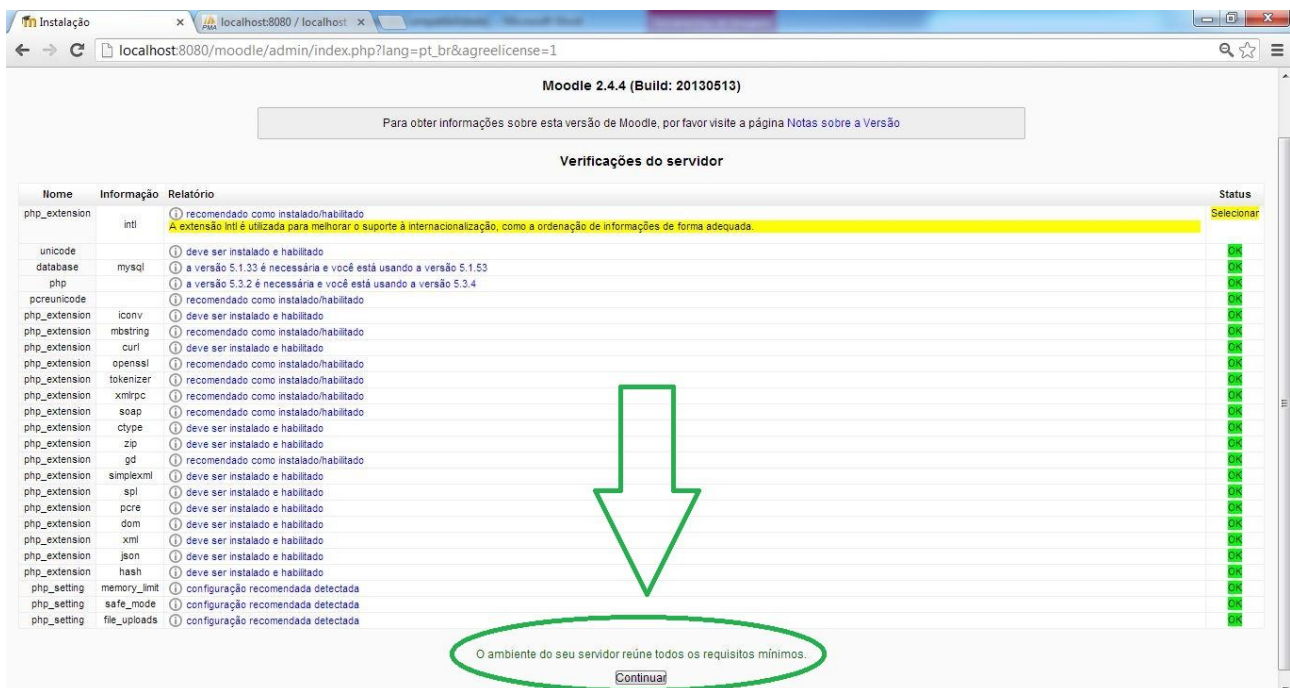 Instalação
localhost:8080 / localhost
localhost:8080/moodle/admin/index.php?lang=pt_br&agreelicense=1
Moodle 2.4.4 (Build: 20130513)
Para obter informações sobre esta versão de Moodle, por favor visite a página Notas sobre a Versão
Verificações do servidor
Nome Informação Relatório Status
php_extension intl recomendado como instalado/habilitado Selecionar
A extensão Intl é utilizada para melhorar o suporte à internacionalização, como a ordenação de informações de forma adequada.
unicode deve ser instalado e habilitado OK
database mysql a versão 5.1.33 é necessária e você está usando a versão 5.1.53 OK
php a versão 5.3.2 é necessária e você está usando a versão 5.3.4 OK
pcreunicode recomendado como instalado/habilitado OK
php_extension iconv deve ser instalado e habilitado OK
php_extension mbstring recomendado como instalado/habilitado OK
php_extension curl deve ser instalado e habilitado OK
php_extension openssl recomendado como instalado/habilitado OK
php_extension tokenizer recomendado como instalado/habilitado OK
php_extension xmlrpc recomendado como instalado/habilitado OK
php_extension soap recomendado como instalado/habilitado OK
php_extension ctype deve ser instalado e habilitado OK
php_extension zip deve ser instalado e habilitado OK
php_extension gd recomendado como instalado/habilitado OK
php_extension simplexml deve ser instalado e habilitado OK
php_extension spl deve ser instalado e habilitado OK
php_extension pcre deve ser instalado e habilitado OK
php_extension dom deve ser instalado e habilitado OK
php_extension xml deve ser instalado e habilitado OK
php_extension json deve ser instalado e habilitado OK
php_extension hash deve ser instalado e habilitado OK
php_setting memory_limit configuração recomendada detectada OK
php_setting safe_mode configuração recomendada detectada OK
php_setting file_uploads configuração recomendada detectada OK
O ambiente do seu servidor reúne todos os requisitos mínimos.
Continuar